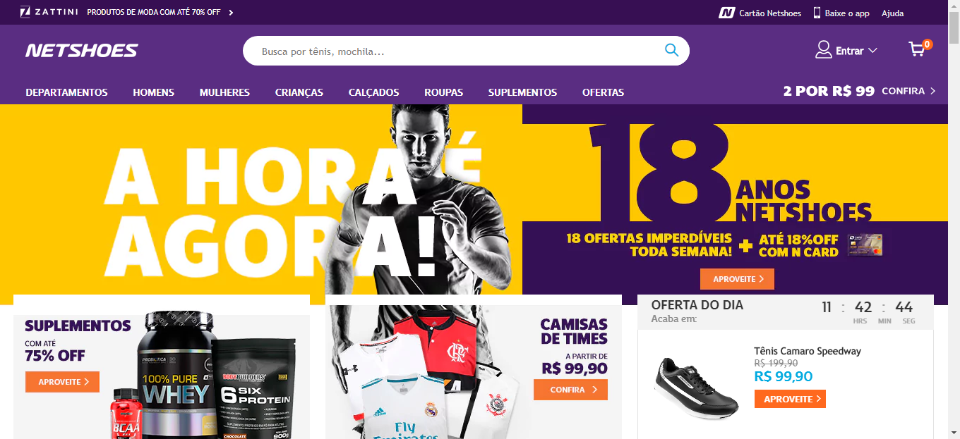 ZATTINI PRODUTOS DE MODA COM ATÉ 70% OFF
Cartão Netshoes Baixe o app Ajuda
NETSHOES
Busca por tênis, mochila...
Entrar
0
DEPARTAMENTOS HOMENS MULHERES CRIANÇAS CALÇADOS ROUPAS SUPLEMENTOS OFERTAS
2 POR R$ 99 CONFIRA
A HORA É
AGORA!
18
ANOS
NETSHOES
18 OFERTAS IMPERDÍVEIS
TODA SEMANA!
+
ATÉ 18%OFF
COM N CARD
APROVEITE
SUPLEMENTOS
COM ATÉ
75% OFF
APROVEITE
PROBIÓTICA
100% PURE
WHEY
BCAA
6 SIX
PROTEIN
CHOCOLATE
900g
CAMISAS
DE TIMES
A PARTIR DE
R$ 99,90
CONFIRA
Fly
Emirates
OFERTA DO DIA
Acaba em:
11 : 42 : 44
HRS MIN SEG
Tênis Camaro Speedway
R$ 199,90
R$ 99,90
APROVEITE